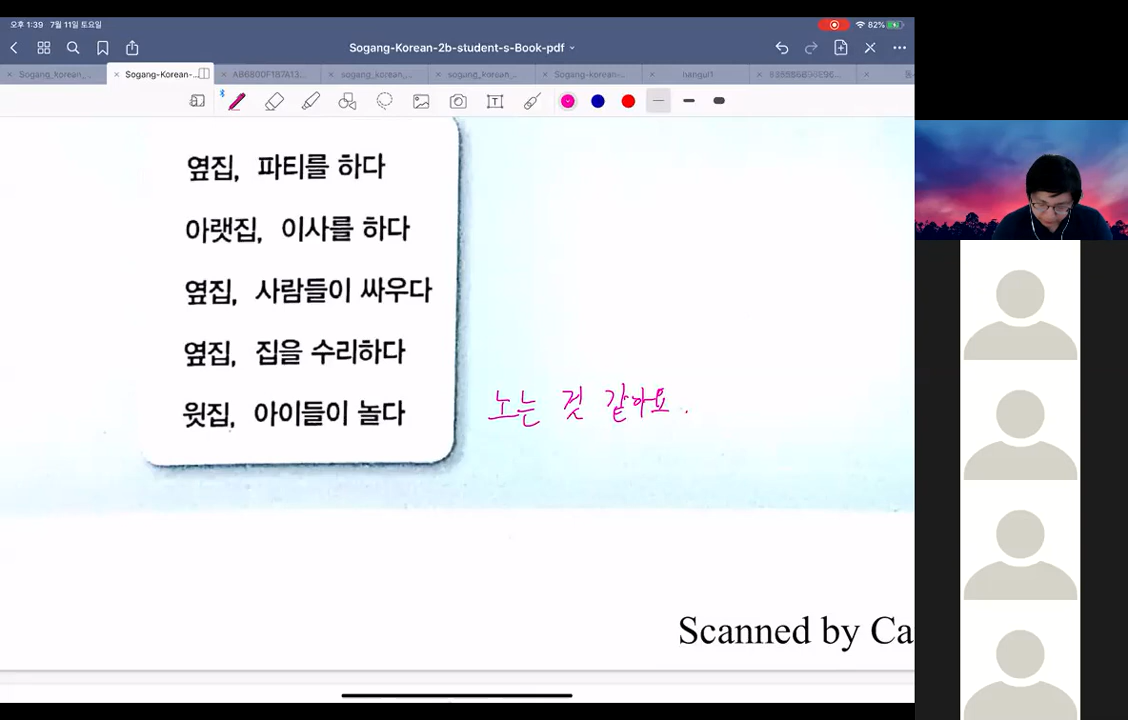 오후 1:39 7월 11일 토요일
82%
Sogang-Korean-2b-student-s-Book-pdf
Sogang_korean_...
Sogang-Korean-...
AB6800F187A13...
sogang_korean_...
sogang_korean_...
Sogang-Korean-...
hangul1
옆집, 파티를 하다
아랫집, 이사를 하다
옆집, 사람들이 싸우다
옆집, 집을 수리하다
윗집, 아이들이 놀다 노는 것 같아요.
Scanned by Ca